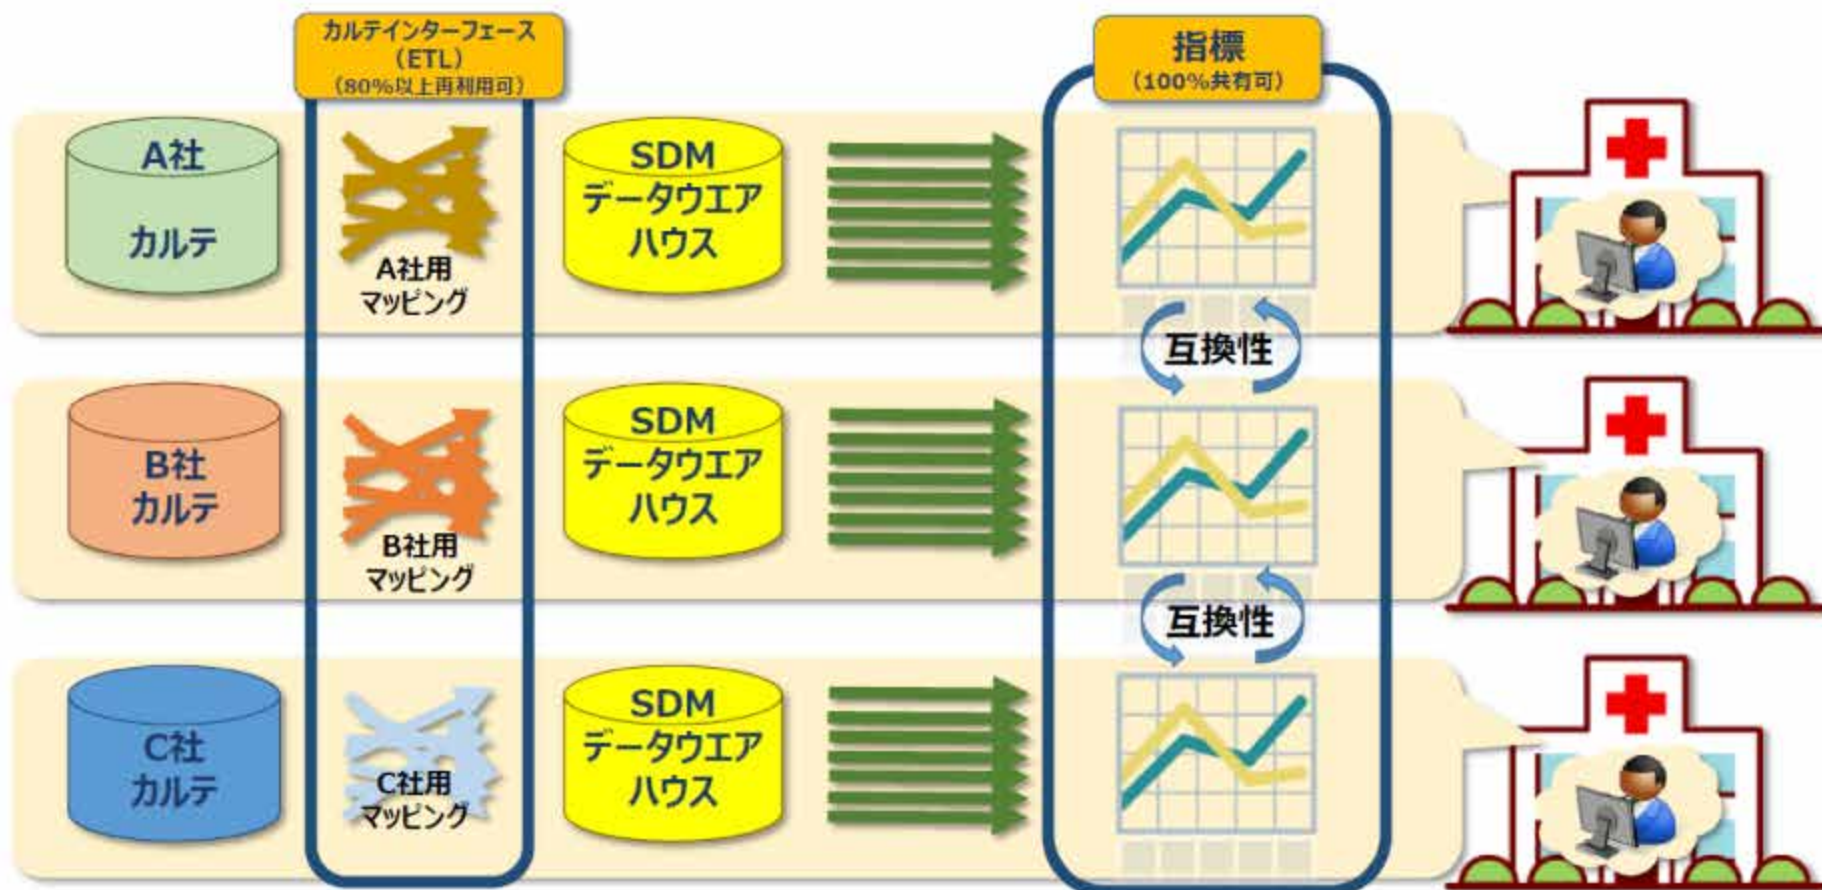 カルテインターフェース
（ETL）
（80%以上再利用可）
指標
（100%共有可）
A社
カルテ
A社用
マッピング
SDM
データウエア
ハウス
互換性
B社
カルテ
B社用
マッピング
SDM
データウエア
ハウス
互換性
C社
カルテ
C社用
マッピング
SDM
データウエア
ハウス